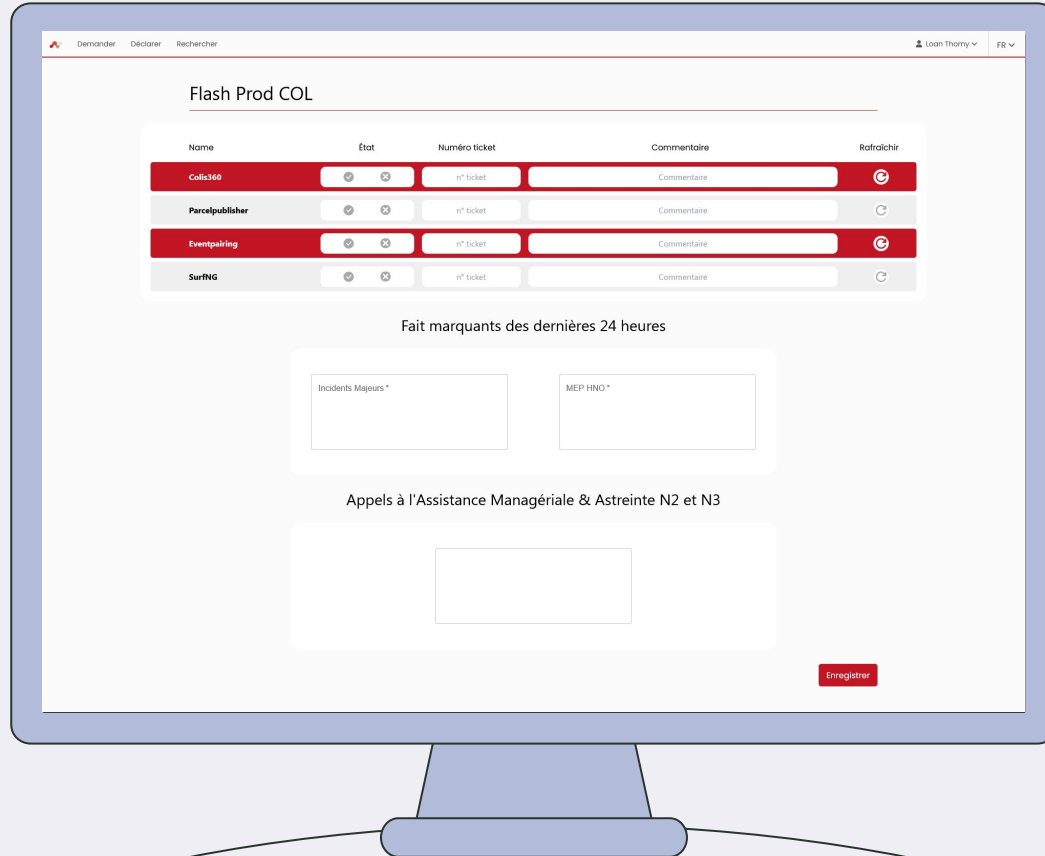 Demander Déclarer Rechercher Loan Thomy FR
Flash Prod COL
Name État Numéro ticket Commentaire Rafraîchir
Colis360 n° ticket Commentaire
Parcelpublisher n° ticket Commentaire
Eventpairing n° ticket Commentaire
SurfNG n° ticket Commentaire
Fait marquants des dernières 24 heures
Incidents Majeurs * MEP HNO *
Appels à l'Assistance Managériale & Astreinte N2 et N3
Enregistrer